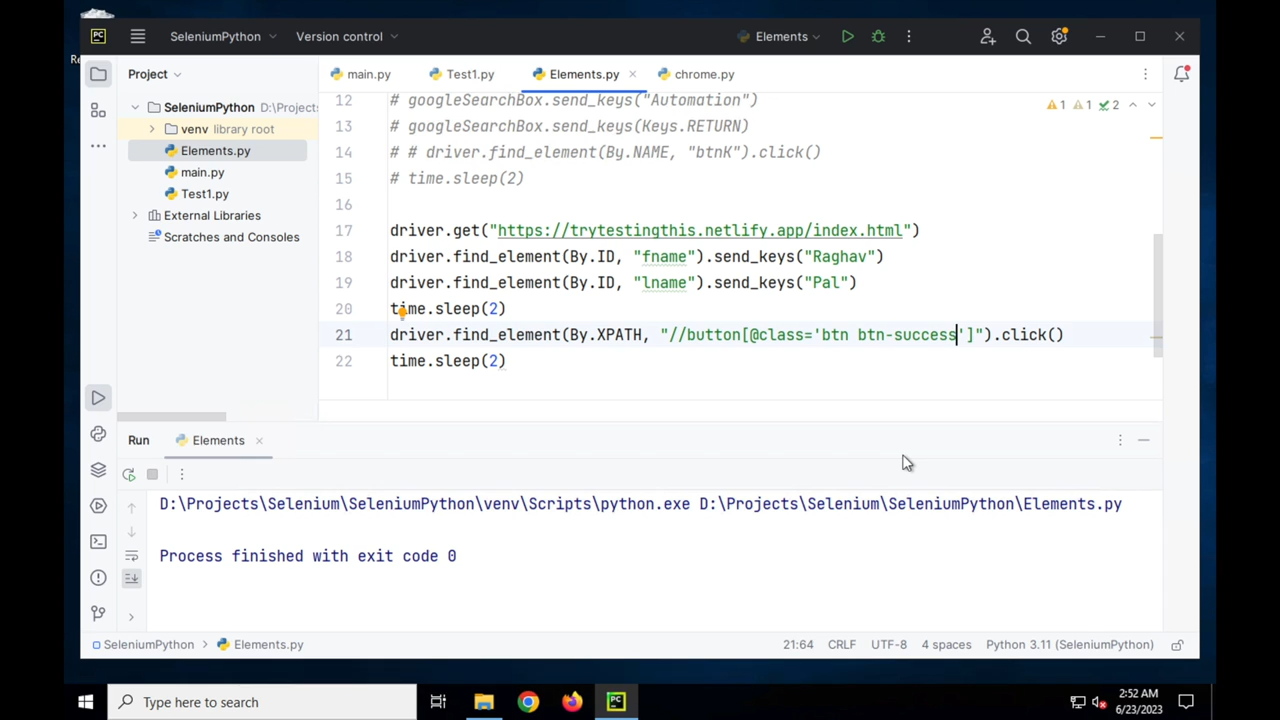 Re
PC
SeleniumPython
Version control
Elements
Project
main.py
Test1.py
Elements.py
chrome.py
SeleniumPython D:\Projects
venv library root
Elements.py
main.py
Test1.py
External Libraries
Scratches and Consoles
1 1 2
12 # googleSearchBox.send_keys("Automation")
13 # googleSearchBox.send_keys(Keys.RETURN)
14 # # driver.find_element(By.NAME, "btnK").click()
15 # time.sleep(2)
16
17 driver.get("https://trytestingthis.netlify.app/index.html")
18 driver.find_element(By.ID, "fname").send_keys("Raghav")
19 driver.find_element(By.ID, "lname").send_keys("Pal")
20 time.sleep(2)
21 driver.find_element(By.XPATH, "//button[@class='btn btn-success']").click()
22 time.sleep(2)
Run
Elements
D:\Projects\Selenium\SeleniumPython\venv\Scripts\python.exe D:\Projects\Selenium\SeleniumPython\Elements.py
Process finished with exit code 0
SeleniumPython
Elements.py
21:64
CRLF
UTF-8
4 spaces
Python 3.11 (SeleniumPython)
Type here to search
PC
2:52 AM
6/23/2023